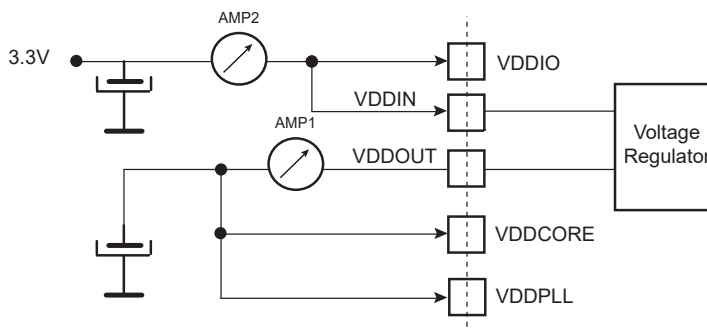 AMP2
3.3V
VDDIO
VDDIN
Voltage
Regulator
AMP1
VDDOUT
VDDCORE
VDDPLL